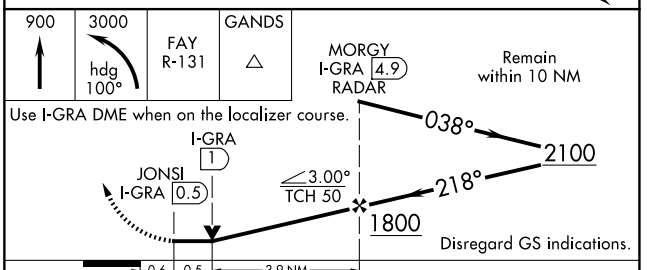 900
3000
hdg
100°
FAY
R-131
GANDS
MORGY
I-GRA 4.9
RADAR
Remain
within 10 NM
Use I-GRA DME when on the localizer course.
038°
I-GRA
1
2100
JONSI
I-GRA 0.5
3.00°
TCH 50
218°
1800
Disregard GS indications.
0.6
0.5
3.9 NM